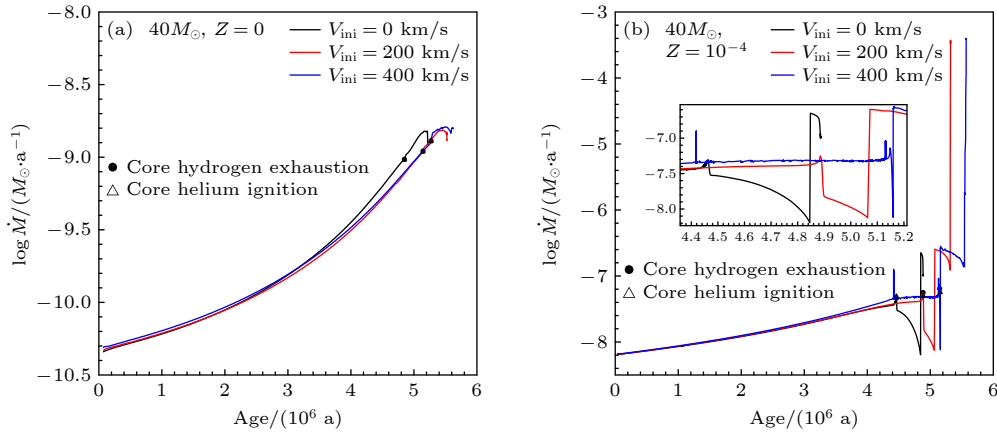 (a) 40M⊙, Z = 0
Vini = 0 km/s
Vini = 200 km/s
Vini = 400 km/s
Core hydrogen exhaustion
Core helium ignition
log Ṁ/(M⊙·a−1)
−8.0
−8.5
−9.0
−9.5
−10.0
−10.5
0 1 2 3 4 5 6
Age/(10⁶ a)
(b) 40M⊙,
Z = 10−4
Vini = 0 km/s
Vini = 200 km/s
Vini = 400 km/s
−7.0
−7.5
−8.0
4.4 4.5 4.6 4.7 4.8 4.9 5.0 5.1 5.2
Core hydrogen exhaustion
Core helium ignition
log Ṁ/(M⊙·a−1)
−3
−4
−5
−6
−7
−8
0 1 2 3 4 5 6
Age/(10⁶ a)